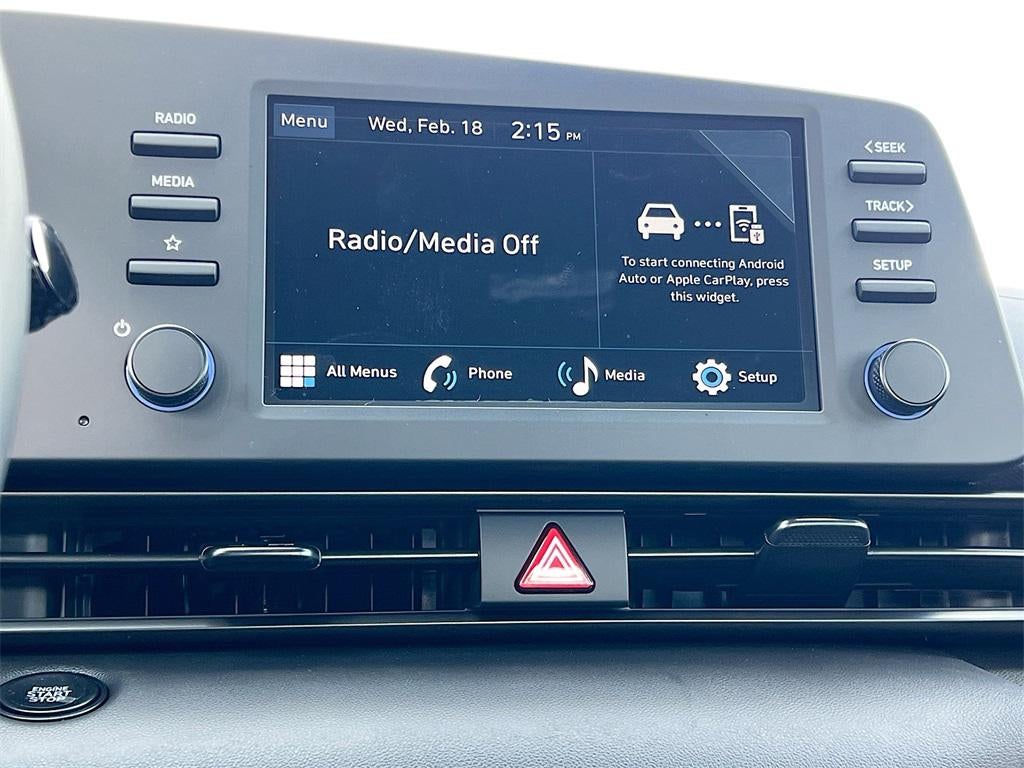 RADIO
MEDIA
Menu
Wed, Feb. 18
2:15 PM
Radio/Media Off
To start connecting Android
Auto or Apple CarPlay, press
this widget.
All Menus
Phone
Media
Setup
<SEEK
TRACK>
SETUP
ENGINE
START
STOP